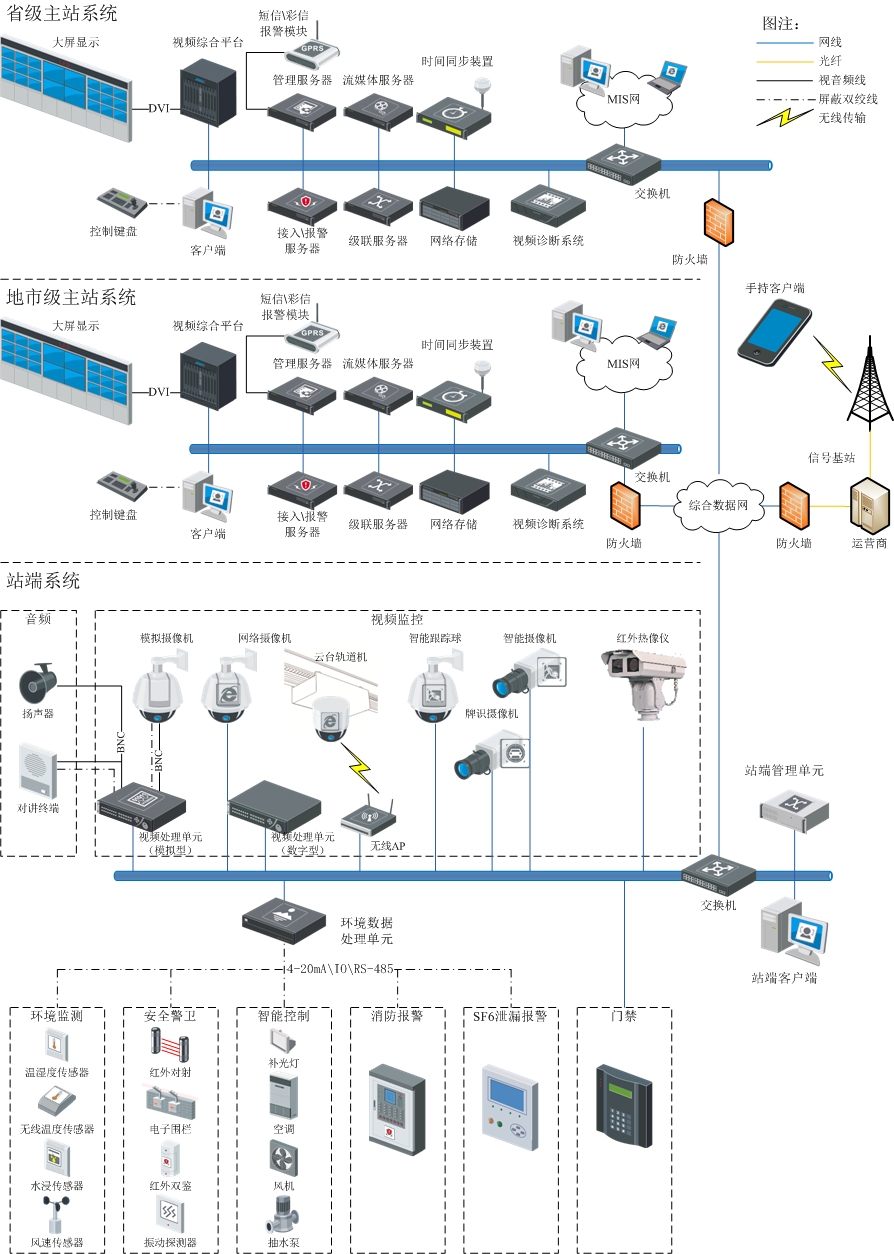 省级主站系统
大屏显示
视频综合平台
短信\彩信
报警模块
GPRS
管理服务器
流媒体服务器
时间同步装置
DVI
MIS网
图注：
网线
光纤
视音频线
屏蔽双绞线
无线传输
交换机
控制键盘
客户端
接入\报警
服务器
级联服务器
网络存储
视频诊断系统
防火墙
地市级主站系统
大屏显示
视频综合平台
短信\彩信
报警模块
GPRS
管理服务器
流媒体服务器
时间同步装置
DVI
MIS网
手持客户端
信号基站
交换机
控制键盘
客户端
接入\报警
服务器
级联服务器
网络存储
视频诊断系统
防火墙
综合数据网
防火墙
运营商
站端系统
音频
扬声器
对讲终端
视频监控
模拟摄像机
网络摄像机
云台轨道机
智能跟踪球
智能摄像机
红外热像仪
牌识摄像机
BNC
BNC
视频处理单元
（模拟型）
视频处理单元
（数字型）
无线AP
站端管理单元
交换机
站端客户端
环境数据
处理单元
4-20mA\IO\RS-485
环境监测
温湿度传感器
无线温度传感器
水浸传感器
风速传感器
安全警卫
红外对射
电子围栏
红外双鉴
振动探测器
智能控制
补光灯
空调
风机
抽水泵
消防报警
SF6泄漏报警
门禁